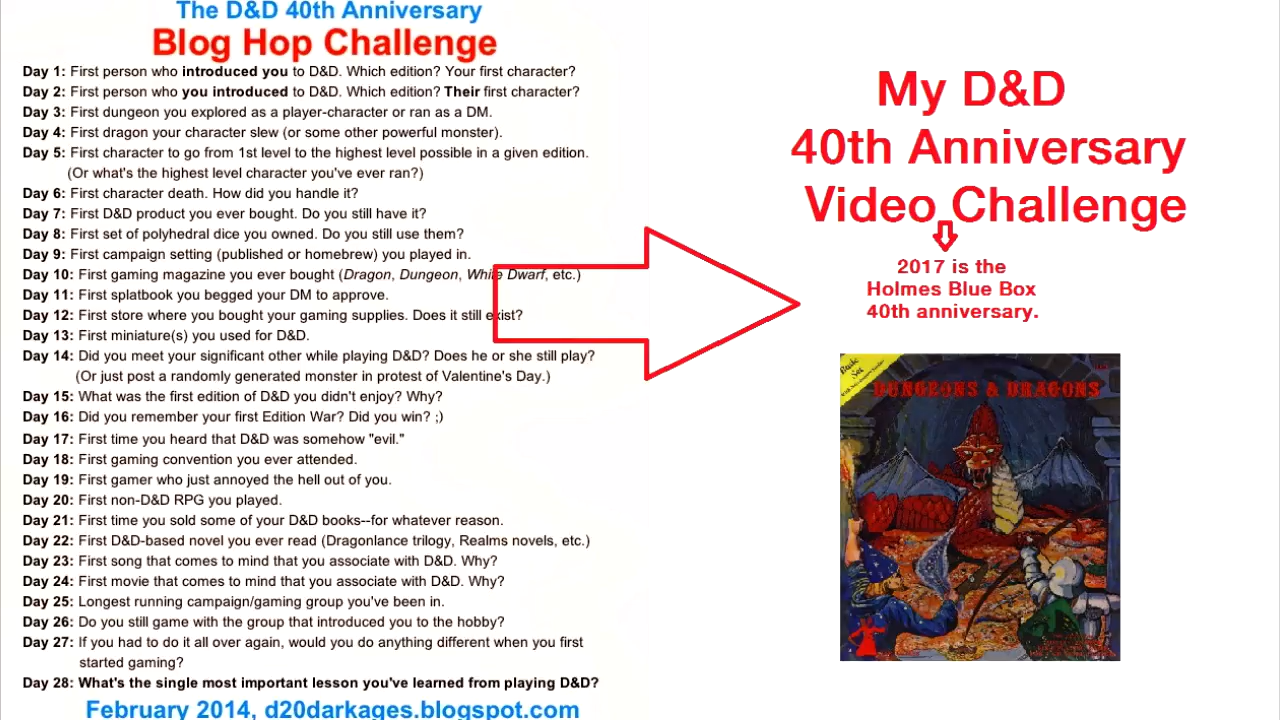 The D&D 40th Anniversary
Blog Hop Challenge
Day 1: First person who introduced you to D&D. Which edition? Your first character?
Day 2: First person who you introduced to D&D. Which edition? Their first character?
Day 3: First dungeon you explored as a player-character or ran as a DM.
Day 4: First dragon your character slew (or some other powerful monster).
Day 5: First character to go from 1st level to the highest level possible in a given edition.
(Or what's the highest level character you've ever ran?)
Day 6: First character death. How did you handle it?
Day 7: First D&D product you ever bought. Do you still have it?
Day 8: First set of polyhedral dice you owned. Do you still use them?
Day 9: First campaign setting (published or homebrew) you played in.
Day 10: First gaming magazine you ever bought (Dragon, Dungeon, White Dwarf, etc.)
Day 11: First splatbook you begged your DM to approve.
Day 12: First store where you bought your gaming supplies. Does it still exist?
Day 13: First miniature(s) you used for D&D.
Day 14: Did you meet your significant other while playing D&D? Does he or she still play?
(Or just post a randomly generated monster in protest of Valentine's Day.)
Day 15: What was the first edition of D&D you didn't enjoy? Why?
Day 16: Did you remember your first Edition War? Did you win? ;)
Day 17: First time you heard that D&D was somehow "evil."
Day 18: First gaming convention you ever attended.
Day 19: First gamer who just annoyed the hell out of you.
Day 20: First non-D&D RPG you played.
Day 21: First time you sold some of your D&D books--for whatever reason.
Day 22: First D&D-based novel you ever read (Dragonlance trilogy, Realms novels, etc.)
Day 23: First song that comes to mind that you associate with D&D. Why?
Day 24: First movie that comes to mind that you associate with D&D. Why?
Day 25: Longest running campaign/gaming group you've been in.
Day 26: Do you still game with the group that introduced you to the hobby?
Day 27: If you had to do it all over again, would you do anything different when you first
started gaming?
Day 28: What's the single most important lesson you've learned from playing D&D?
February 2014, d20darkages.blogspot.com
My D&D
40th Anniversary
Video Challenge
2017 is the
Holmes Blue Box
40th anniversary.
Basic
Set
DUNGEONS & DRAGONS